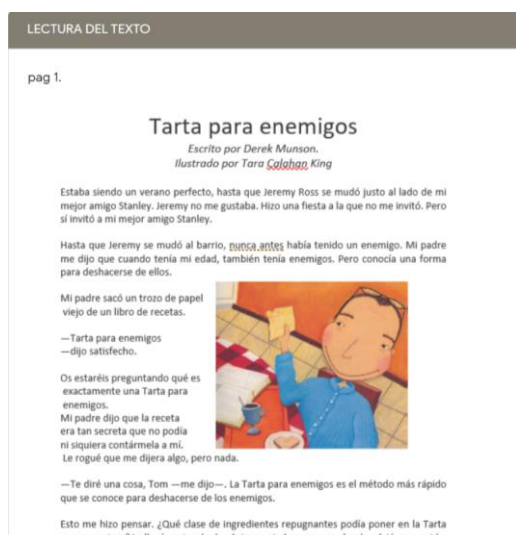 LECTURA DEL TEXTO
pag 1.
Tarta para enemigos
Escrito por Derek Munson.
Ilustrado por Tara Calahan King
Estaba siendo un verano perfecto, hasta que Jeremy Ross se mudó justo al lado de mi
mejor amigo Stanley. Jeremy no me gustaba. Hizo una fiesta a la que no me invitó. Pero
sí invitó a mi mejor amigo Stanley.
Hasta que Jeremy se mudó al barrio, nunca antes había tenido un enemigo. Mi padre
me dijo que cuando tenía mi edad, también tenía enemigos. Pero conocía una forma
para deshacerse de ellos.
Mi padre sacó un trozo de papel
viejo de un libro de recetas.
—Tarta para enemigos
—dijo satisfecho.
Os estaréis preguntando qué es
exactamente una Tarta para
enemigos.
Mi padre dijo que la receta
era tan secreta que no podía
ni siquiera contármela a mí.
Le rogué que me dijera algo, pero nada.
—Te diré una cosa, Tom —me dijo—. La Tarta para enemigos es el método más rápido
que se conoce para deshacerse de los enemigos.
Esto me hizo pensar. ¿Qué clase de ingredientes repugnantes podía poner en la Tarta